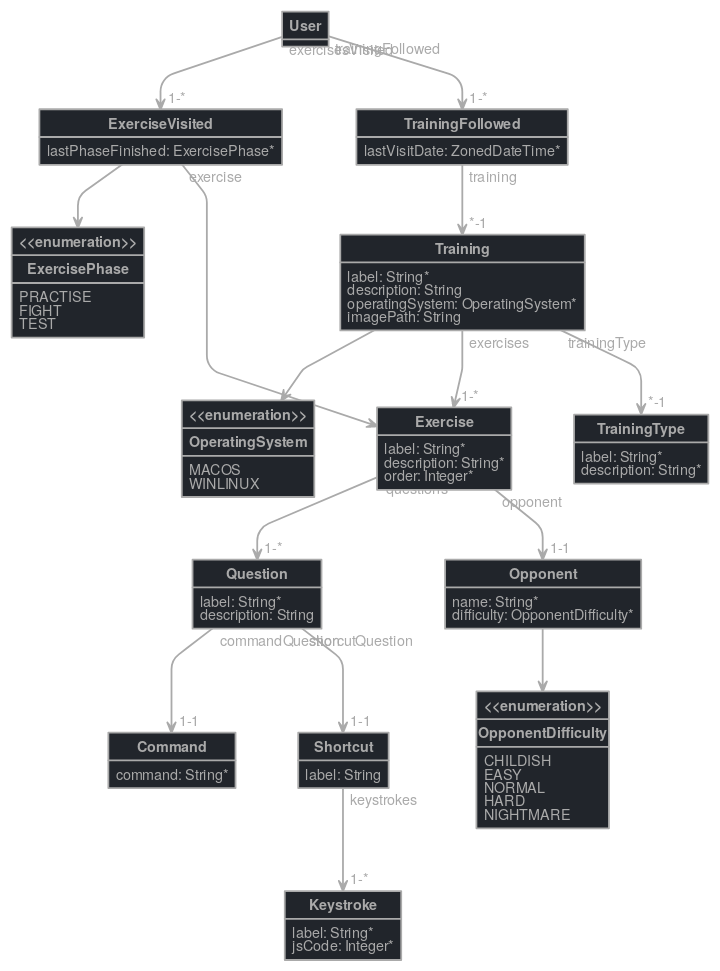 User
exercisesVisited
trainingFollowed
1-*
1-*
ExerciseVisited
lastPhaseFinished: ExercisePhase*
TrainingFollowed
lastVisitDate: ZonedDateTime*
exercise
training
*-1
<<enumeration>>
ExercisePhase
PRACTISE
FIGHT
TEST
Training
label: String*
description: String
operatingSystem: OperatingSystem*
imagePath: String
exercises
trainingType
1-*
*-1
<<enumeration>>
OperatingSystem
MACOS
WINLINUX
Exercise
label: String*
description: String*
order: Integer*
TrainingType
label: String*
description: String*
questions
opponent
1-*
1-1
Question
label: String*
description: String
Opponent
name: String*
difficulty: OpponentDifficulty*
commandQuestion
shortcutQuestion
1-1
1-1
Command
command: String*
Shortcut
label: String
<<enumeration>>
OpponentDifficulty
CHILDISH
EASY
NORMAL
HARD
NIGHTMARE
keystrokes
1-*
Keystroke
label: String*
jsCode: Integer*